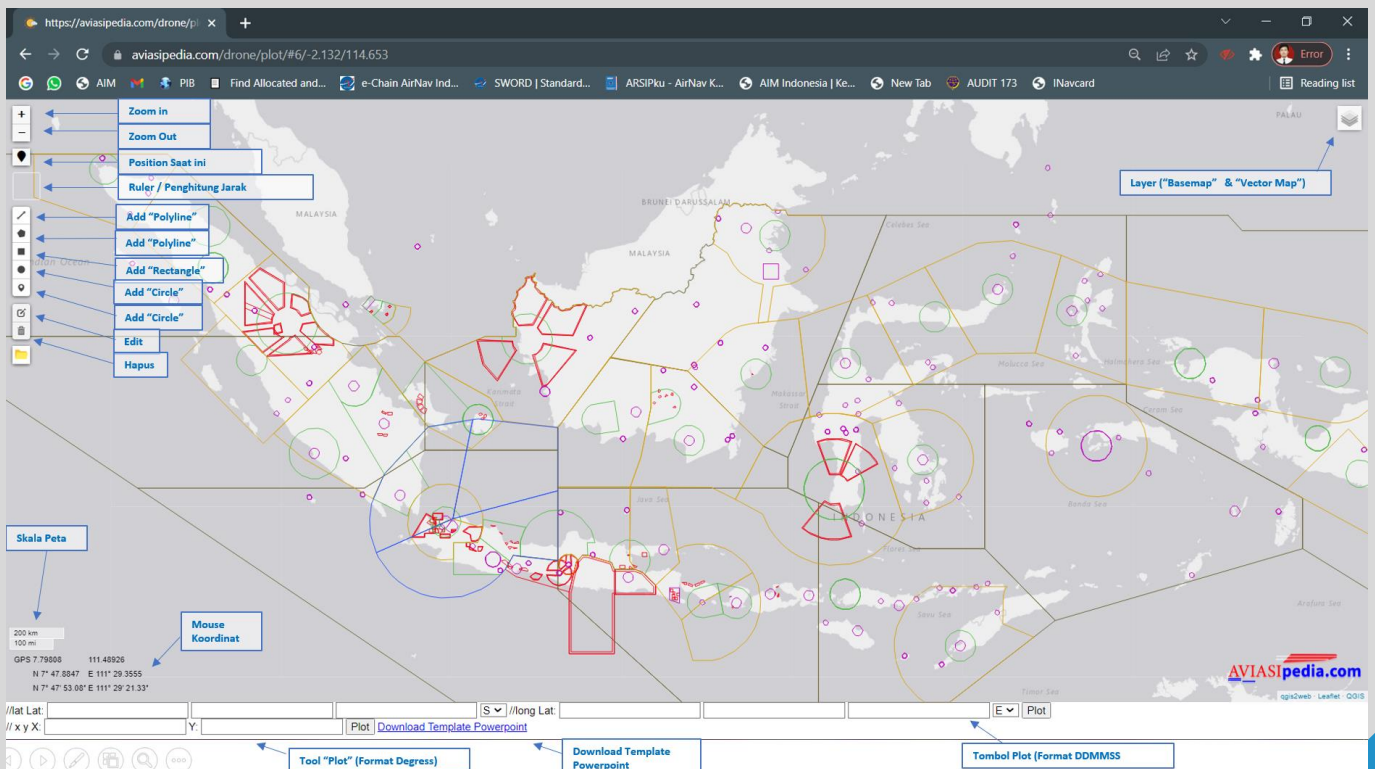 https://aviasipedia.com/drone/pl
aviasipedia.com/drone/plot/#6/-2.132/114.653
Error
AIM
PIB
Find Allocated and...
e-Chain AirNav Ind...
SWORD | Standard...
ARSIPku - AirNav K...
AIM Indonesia | Ke...
New Tab
AUDIT 173
INavcard
Reading list
Zoom in
Zoom Out
Position Saat ini
Ruler / Penghitung Jarak
Add "Polyline"
Add "Polyline"
Add "Rectangle"
Add "Circle"
Add "Circle"
Edit
Hapus
Layer ("Basemap" & "Vector Map")
PALAU
MALAYSIA
BRUNEI DARUSSALAM
MALAYSIA
Celebes Sea
Indian Ocean
Karimata
Strait
Makassar
Strait
Molucca Sea
Halmahera Sea
Ceram Sea
Java Sea
Banda Sea
INDONESIA
Flores Sea
Savu Sea
Arafura Sea
Timur Sea
Skala Peta
Mouse
Koordinat
200 km
100 mi
GPS 7.79808 111.48926
N 7° 47.8847 E 111° 29.3555
N 7° 47' 53.08" E 111° 29' 21.33"
AVIASIpedia.com
qgis2web · Leaflet · QGIS
//lat Lat: S //long Lat: E Plot
// x y X: Y: Plot Download Template Powerpoint
Tool "Plot" (Format Degress)
Download Template
Powerpoint
Tombol Plot (Format DDMMSS